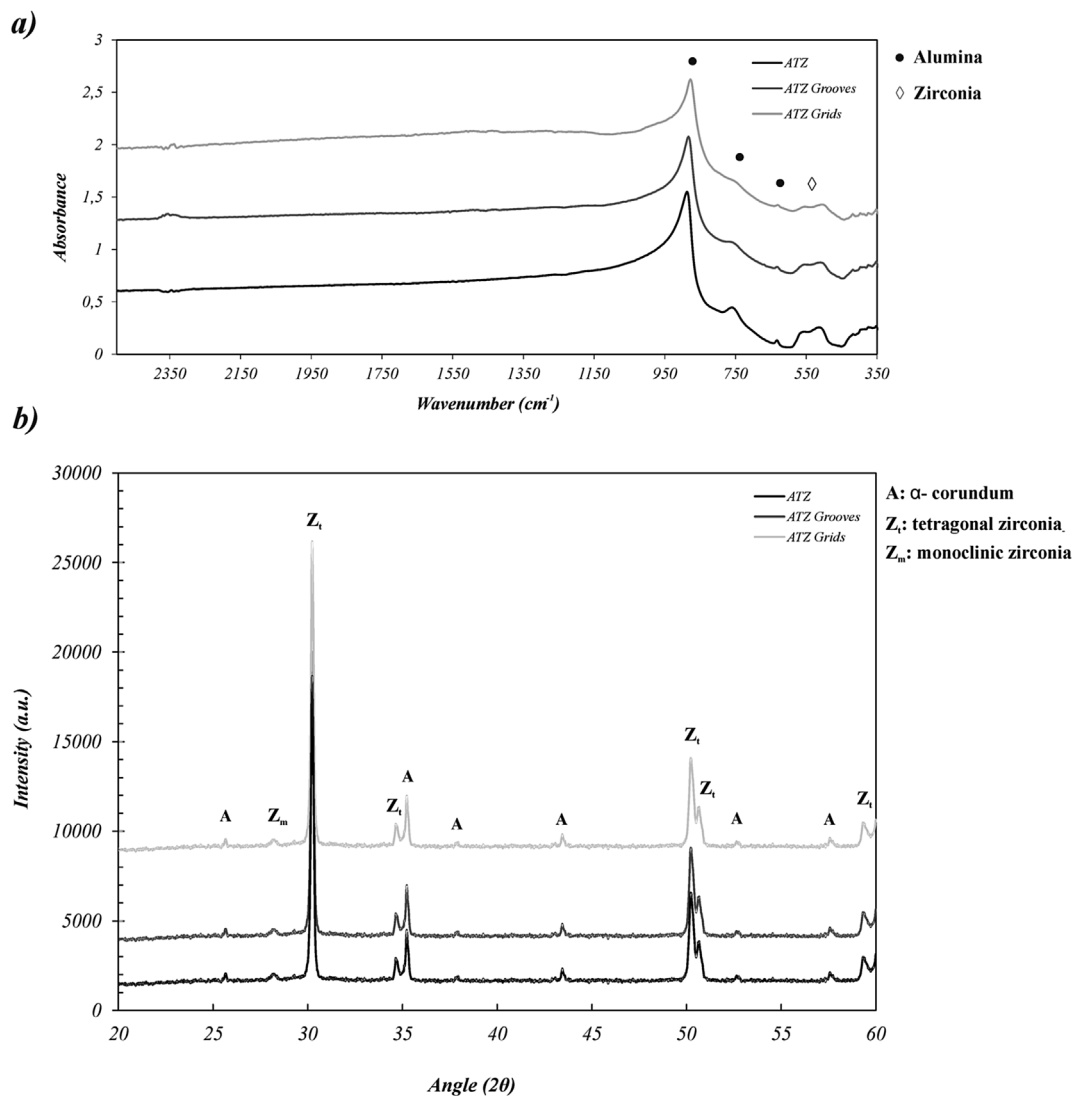 a)
3
2,5
2
1,5
1
0,5
0
Absorbance
2350 2150 1950 1750 1550 1350 1150 950 750 550 350
Wavenumber (cm⁻¹)
ATZ
ATZ Grooves
ATZ Grids
● Alumina
◊ Zirconia
b)
30000
25000
20000
15000
10000
5000
0
Intensity (a.u.)
20 25 30 35 40 45 50 55 60
Angle (2θ)
ATZ
ATZ Grooves
ATZ Grids
A: α- corundum
Zt: tetragonal zirconia
Zm: monoclinic zirconia
A
Zm
Zt
Zt
A
A
A
Zt
Zt
A
A
Zt